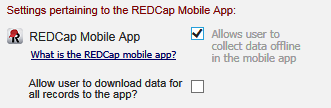 Settings pertaining to the REDCap Mobile App:
REDCap Mobile App
What is the REDCap mobile app?
Allows user to
collect data offline
in the mobile app
Allow user to download data for
all records to the app?